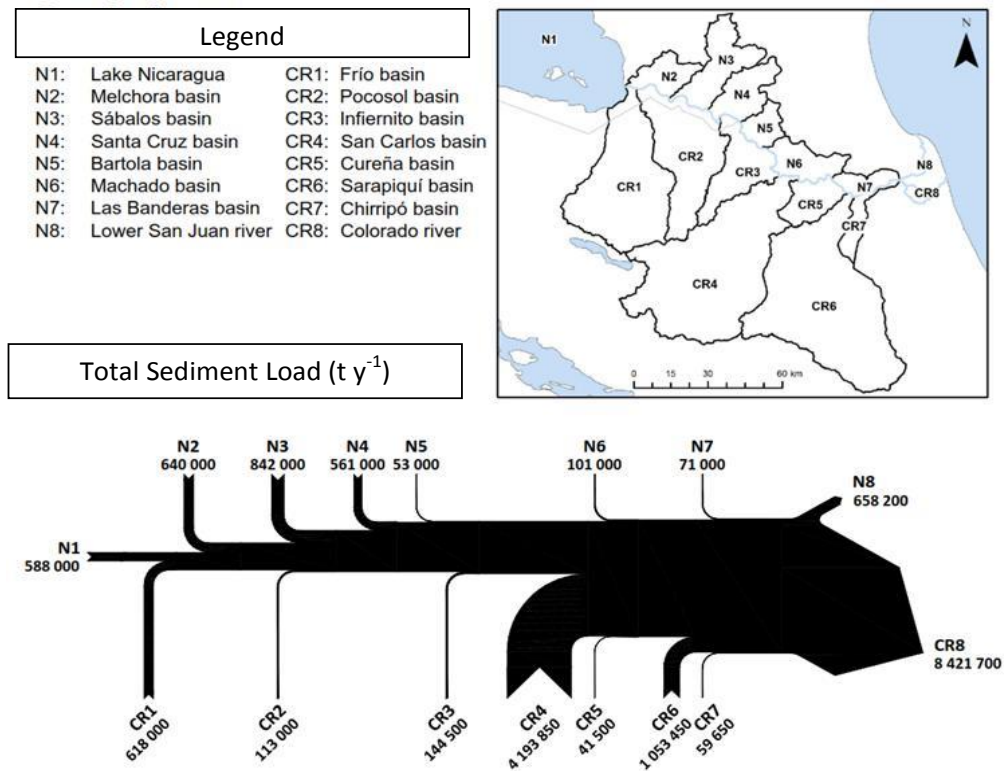 Legend
N1: Lake Nicaragua CR1: Frío basin
N2: Melchora basin CR2: Pocosol basin
N3: Sábalos basin CR3: Infiernito basin
N4: Santa Cruz basin CR4: San Carlos basin
N5: Bartola basin CR5: Cureña basin
N6: Machado basin CR6: Sarapiquí basin
N7: Las Banderas basin CR7: Chirripó basin
N8: Lower San Juan river CR8: Colorado river
N
N1
N2
N3
N4
N5
N6
N7
N8
CR1
CR2
CR3
CR4
CR5
CR6
CR7
CR8
0 15 30 60 km
Total Sediment Load (t y⁻¹)
N2
640 000
N3
842 000
N4
561 000
N5
53 000
N6
101 000
N7
71 000
N8
658 200
N1
588 000
CR8
8 421 700
CR1
618 000
CR2
113 000
CR3
144 500
CR4
4 193 850
CR5
41 500
CR6
1 053 450
CR7
59 650